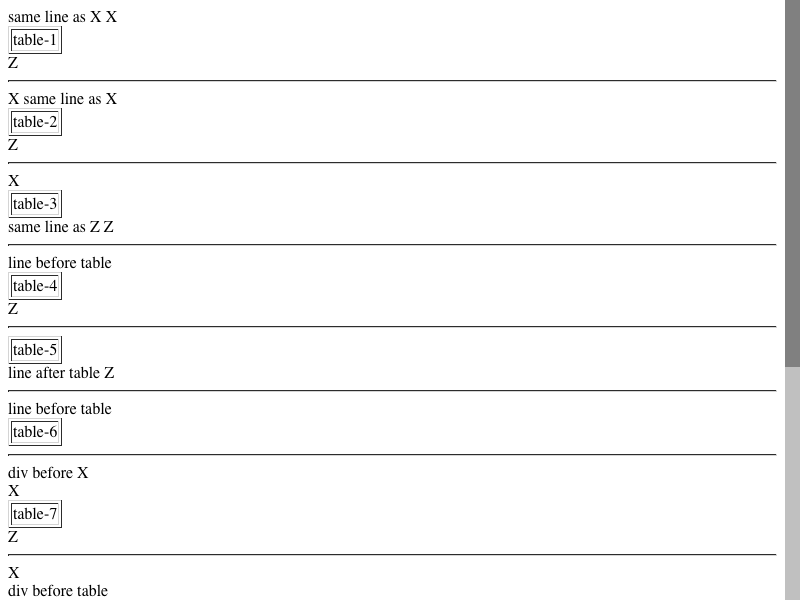 same line as X X
table-1
Z
X same line as X
table-2
Z
X
table-3
same line as Z Z
line before table
table-4
Z
table-5
line after table Z
line before table
table-6
div before X
X
table-7
Z
X
div before table